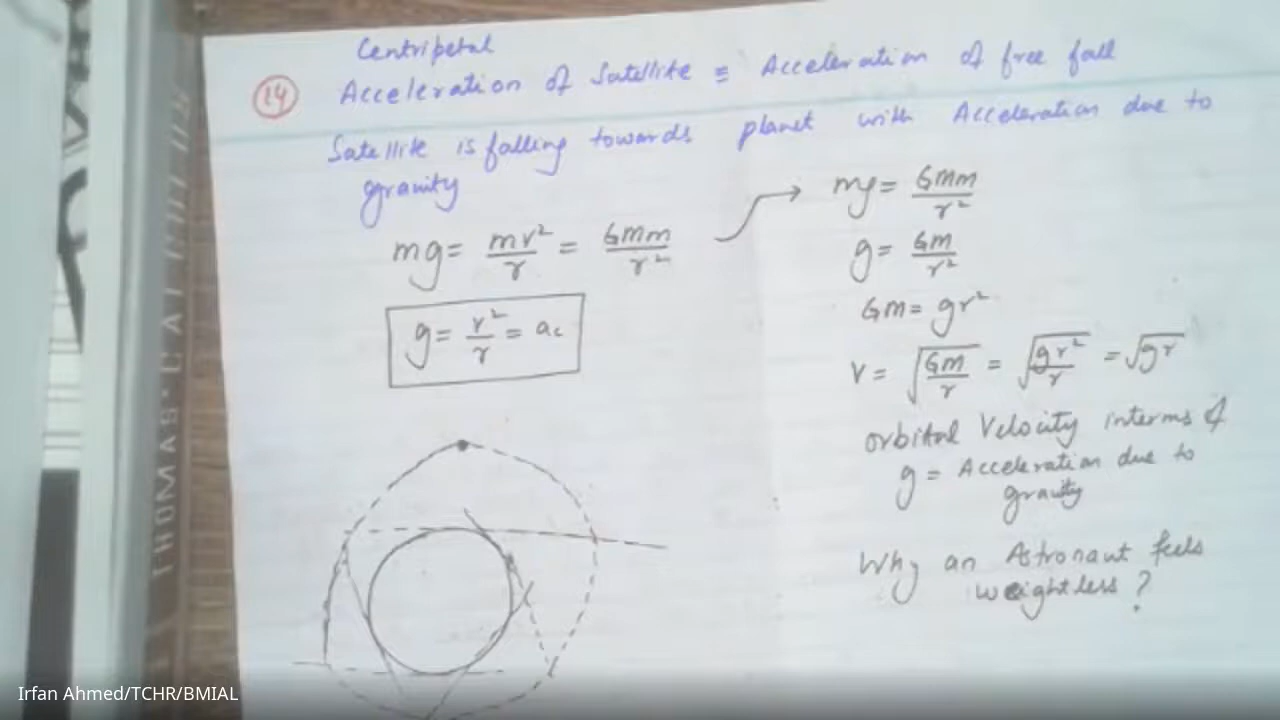 Centripetal
14 Acceleration of Satellite = Acceleration of free fall
Satellite is falling towards planet with Acceleration due to
gravity
mg = mv²/r = GMm/r²
g = v²/r = ac
mg = GMm/r²
g = GM/r²
GM = gr²
V = √(GM/r) = √(gr²/r) = √gr
orbital Velocity interms of
g = Acceleration due to
gravity
Why an Astronaut feels
weightless?
THOMAS
Irfan Ahmed/TCHR/BMIAL